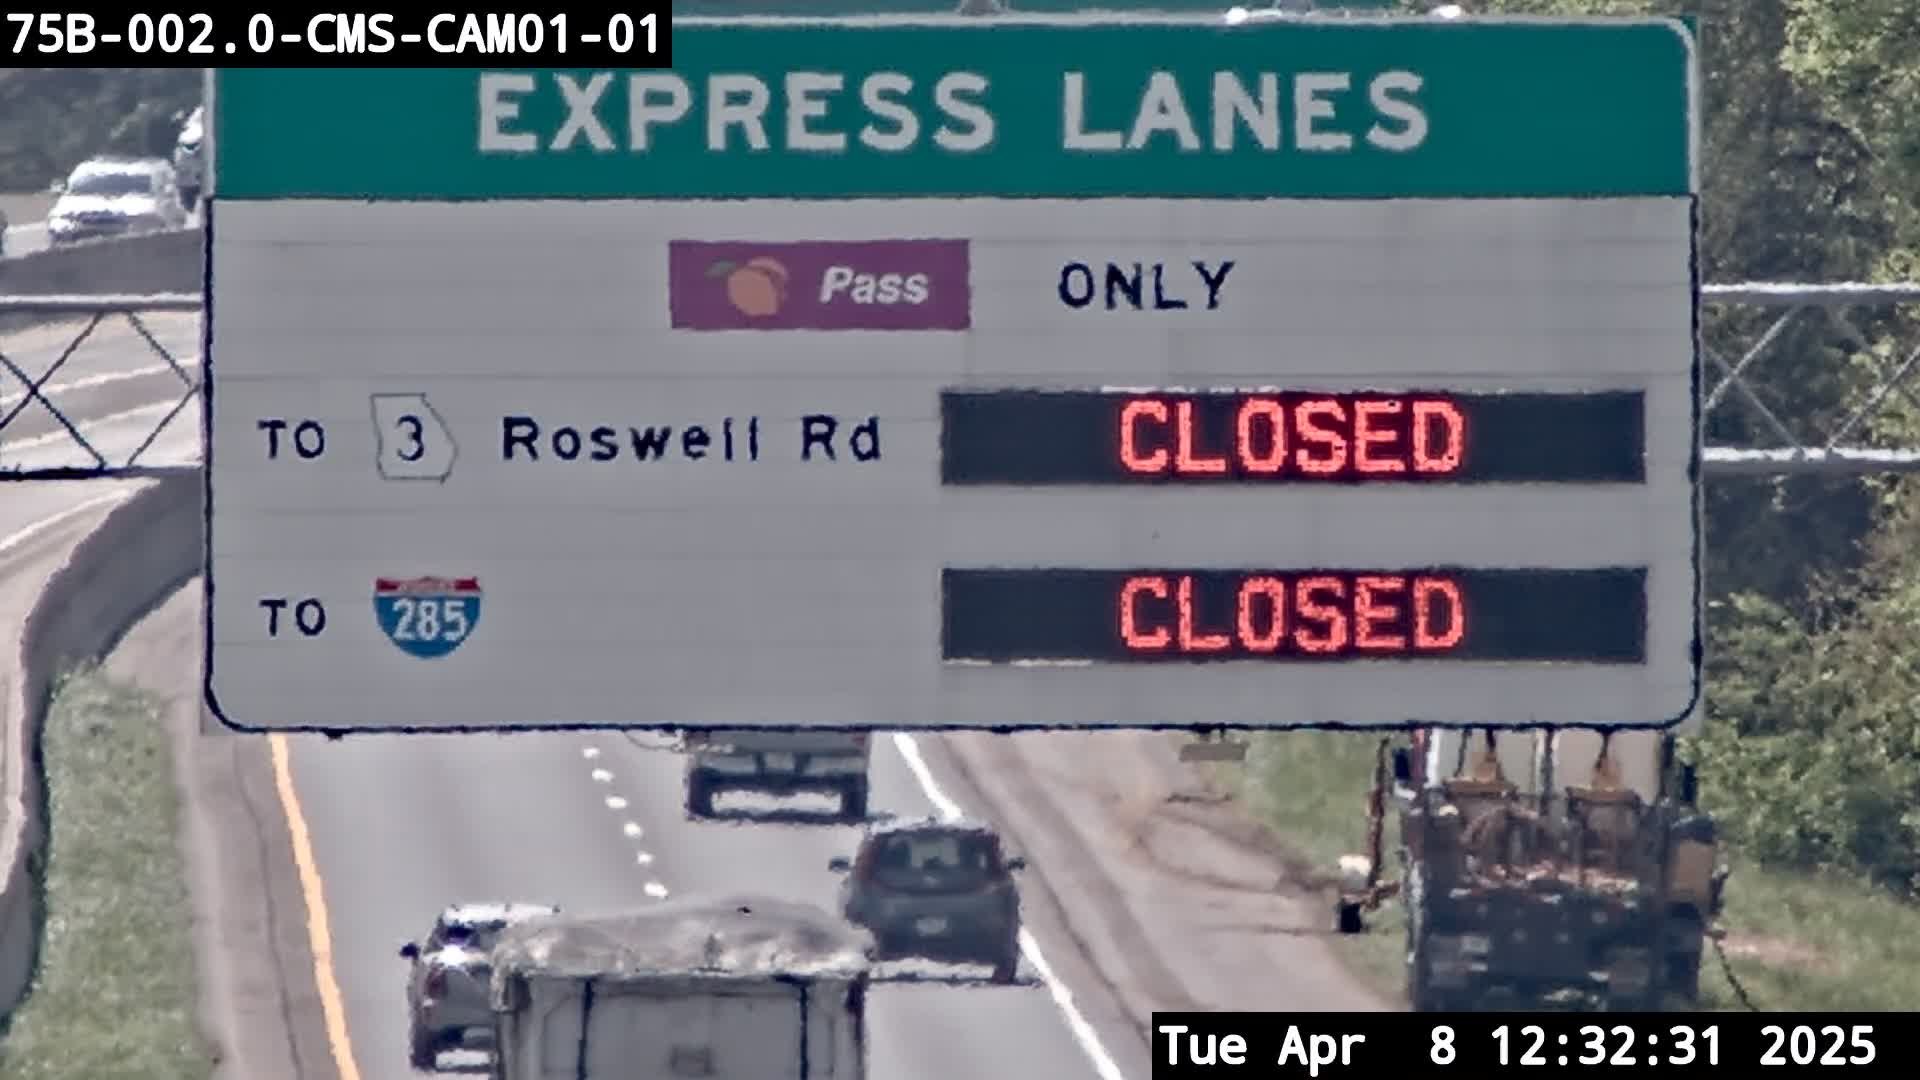 75B-002.0-CMS-CAM01-01
EXPRESS LANES
Pass ONLY
TO 3 Roswell Rd CLOSED
TO 285 CLOSED
Tue Apr 8 12:32:31 2025